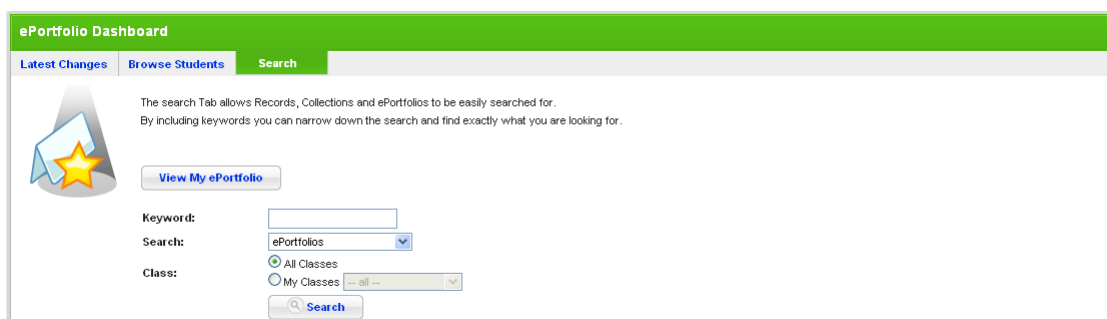 ePortfolio Dashboard
Latest Changes Browse Students Search
The search Tab allows Records, Collections and ePortfolios to be easily searched for.
By including keywords you can narrow down the search and find exactly what you are looking for.
View My ePortfolio
Keyword:
Search: ePortfolios
Class: All Classes
My Classes -- all --
Search